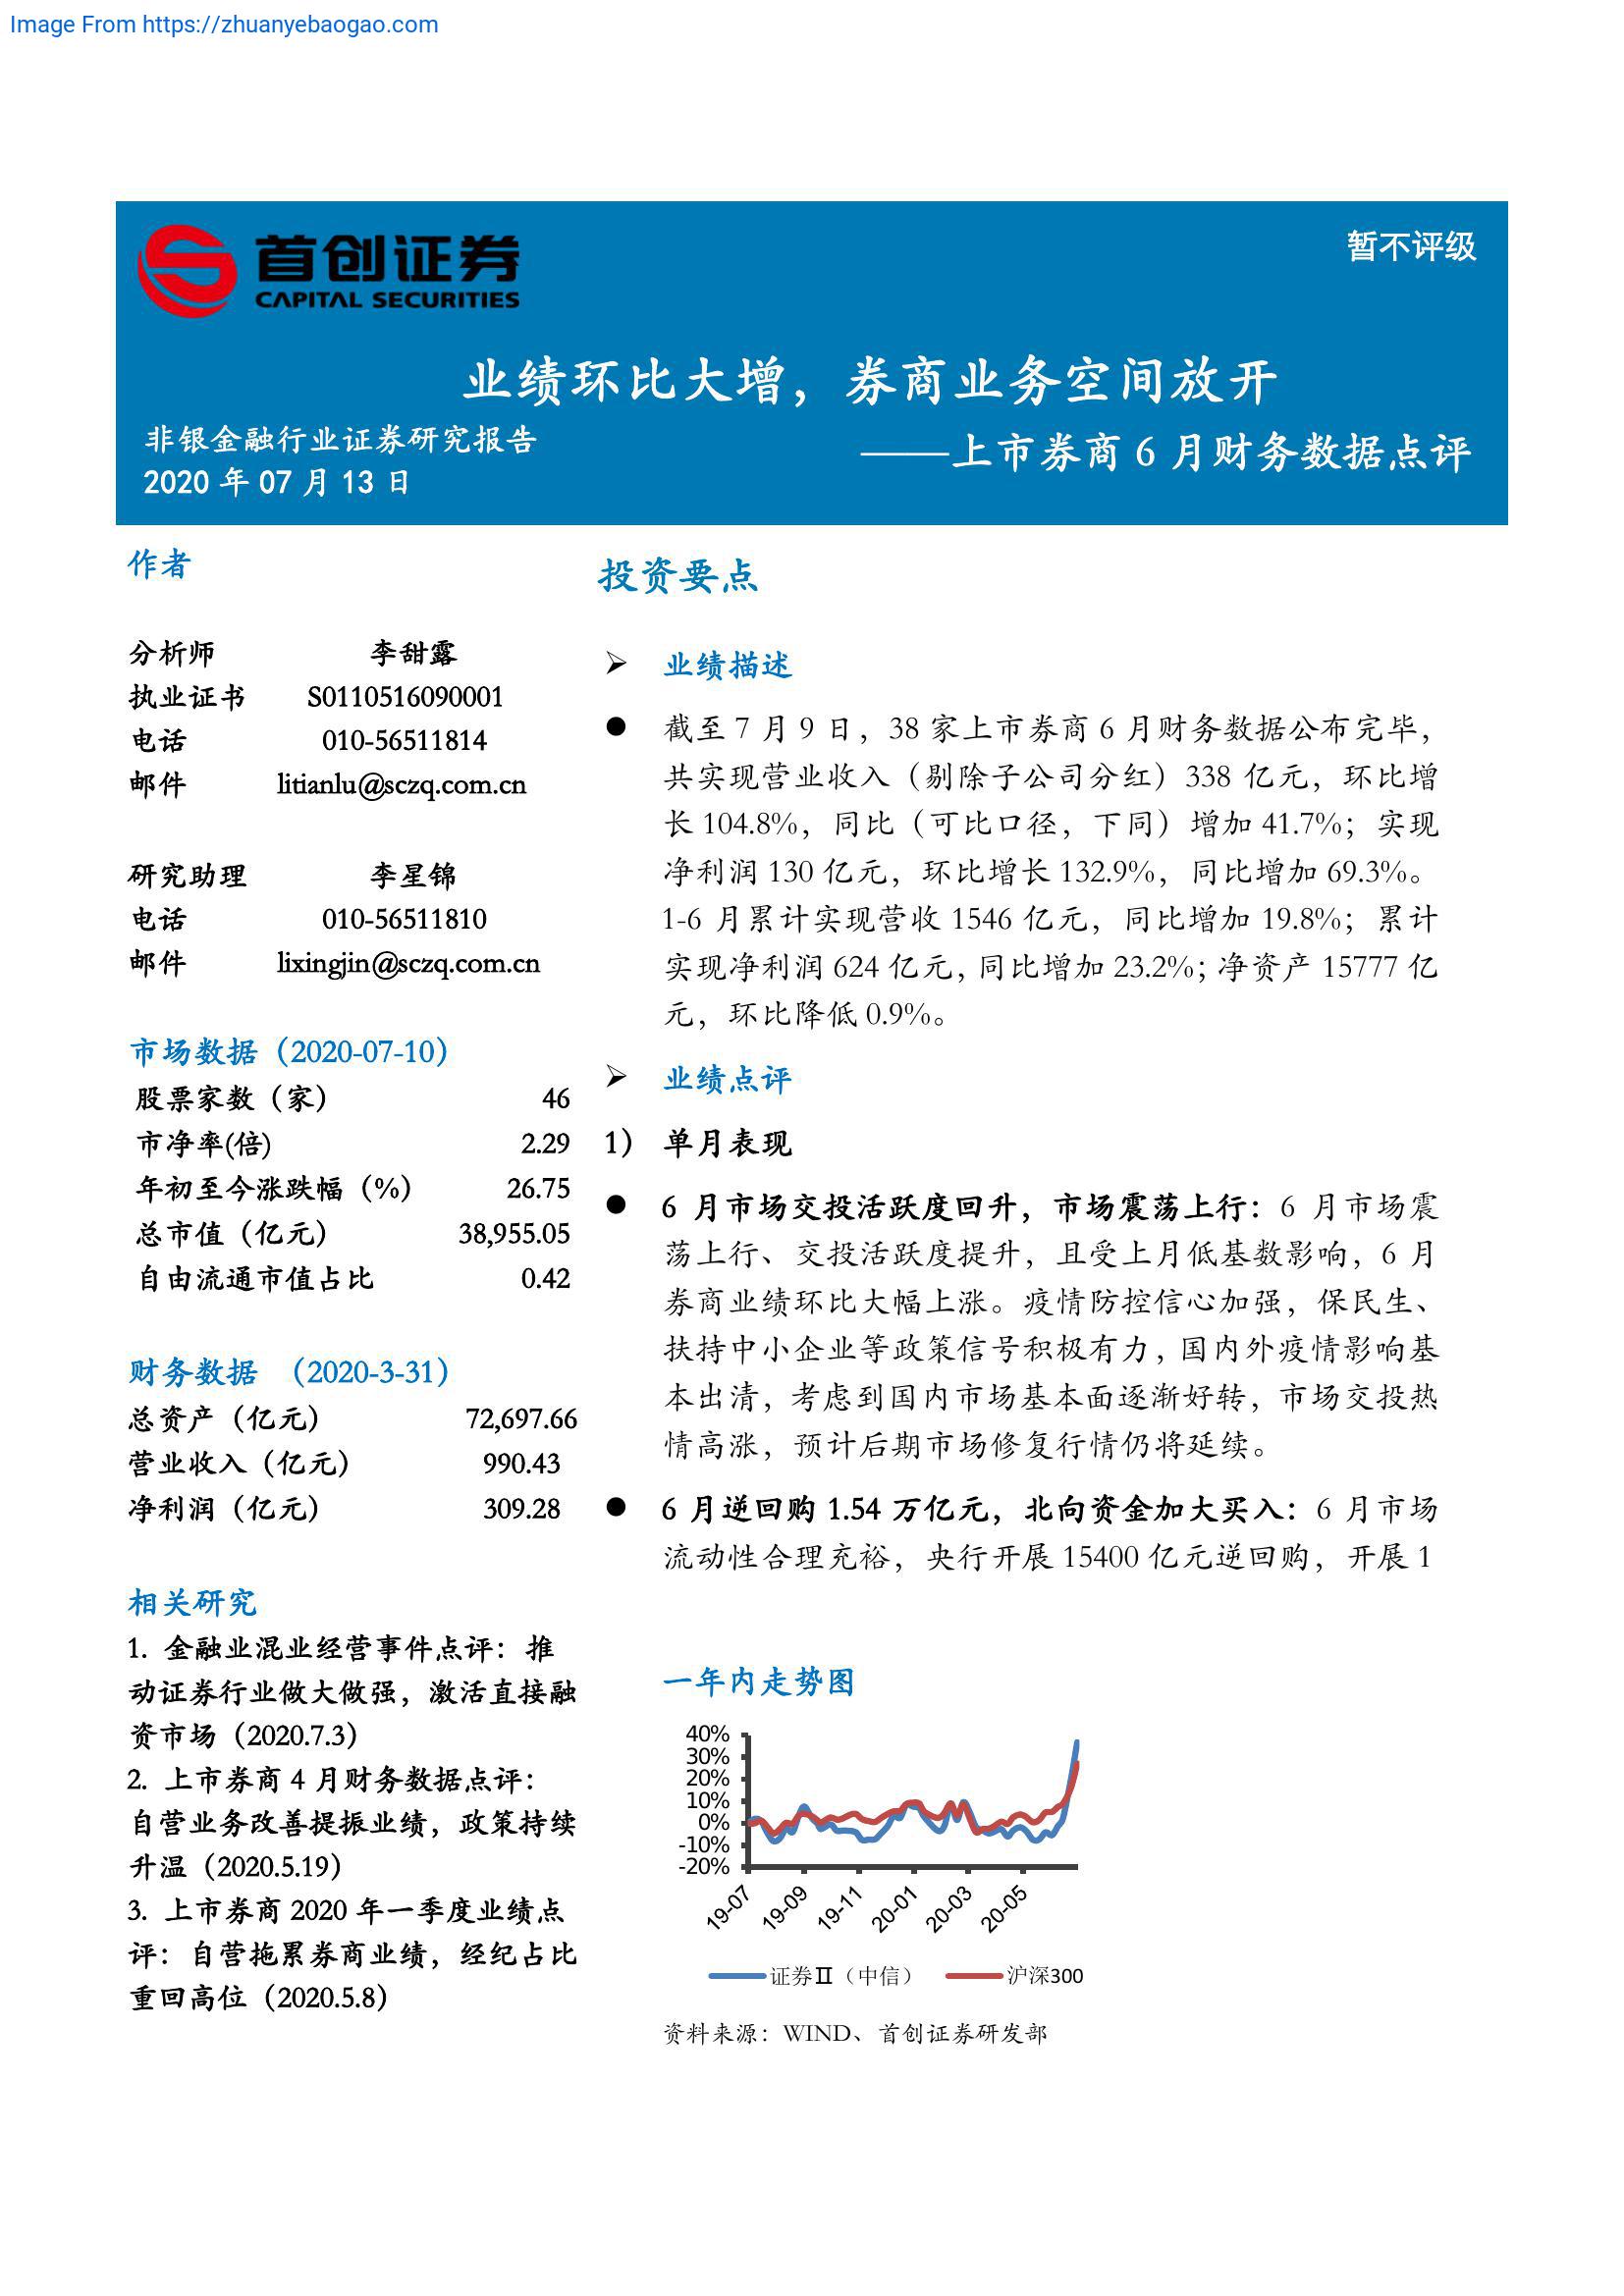 Image From https://zhuanyebaogao.com
首创证券
CAPITAL SECURITIES
暂不评级
业绩环比大增，券商业务空间放开
非银金融行业证券研究报告
——上市券商 6 月财务数据点评
2020 年 07 月 13 日
作者
分析师 李甜露
执业证书 S0110516090001
电话 010-56511814
邮件 litianlu@sczq.com.cn
研究助理 李星锦
电话 010-56511810
邮件 lixingjin@sczq.com.cn
市场数据（2020-07-10）
股票家数（家） 46
市净率(倍) 2.29
年初至今涨跌幅（%） 26.75
总市值（亿元） 38,955.05
自由流通市值占比 0.42
财务数据 （2020-3-31）
总资产（亿元） 72,697.66
营业收入（亿元） 990.43
净利润（亿元） 309.28
相关研究
1. 金融业混业经营事件点评：推
动证券行业做大做强，激活直接融
资市场（2020.7.3）
2. 上市券商 4 月财务数据点评：
自营业务改善提振业绩，政策持续
升温（2020.5.19）
3. 上市券商 2020 年一季度业绩点
评：自营拖累券商业绩，经纪占比
重回高位（2020.5.8）
投资要点
➢ 业绩描述
● 截至 7 月 9 日，38 家上市券商 6 月财务数据公布完毕，
共实现营业收入（剔除子公司分红）338 亿元，环比增
长 104.8%，同比（可比口径，下同）增加 41.7%；实现
净利润 130 亿元，环比增长 132.9%，同比增加 69.3%。
1-6 月累计实现营收 1546 亿元，同比增加 19.8%；累计
实现净利润 624 亿元，同比增加 23.2%；净资产 15777 亿
元，环比降低 0.9%。
➢ 业绩点评
1） 单月表现
● 6 月市场交投活跃度回升，市场震荡上行：6 月市场震
荡上行、交投活跃度提升，且受上月低基数影响，6 月
券商业绩环比大幅上涨。疫情防控信心加强，保民生、
扶持中小企业等政策信号积极有力，国内外疫情影响基
本出清，考虑到国内市场基本面逐渐好转，市场交投热
情高涨，预计后期市场修复行情仍将延续。
● 6 月逆回购 1.54 万亿元，北向资金加大买入：6 月市场
流动性合理充裕，央行开展 15400 亿元逆回购，开展 1
一年内走势图
40%
30%
20%
10%
0%
-10%
-20%
19-07 19-09 19-11 20-01 20-03 20-05
证券Ⅱ（中信） 沪深300
资料来源：WIND、首创证券研发部